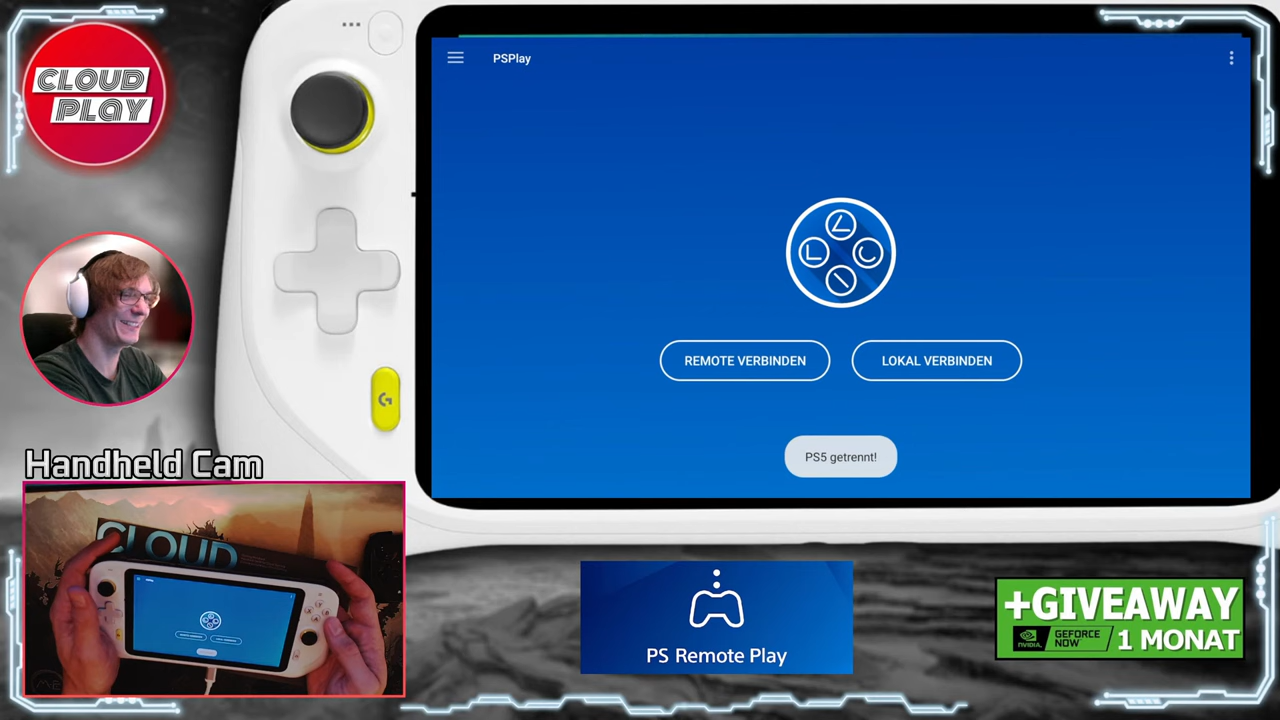 CLOUD
PLAY
PSPlay
REMOTE VERBINDEN
LOKAL VERBINDEN
PS5 getrennt!
Handheld Cam
CLOUD
PS Remote Play
+GIVEAWAY
NVIDIA.
GEFORCE
NOW
1 MONAT